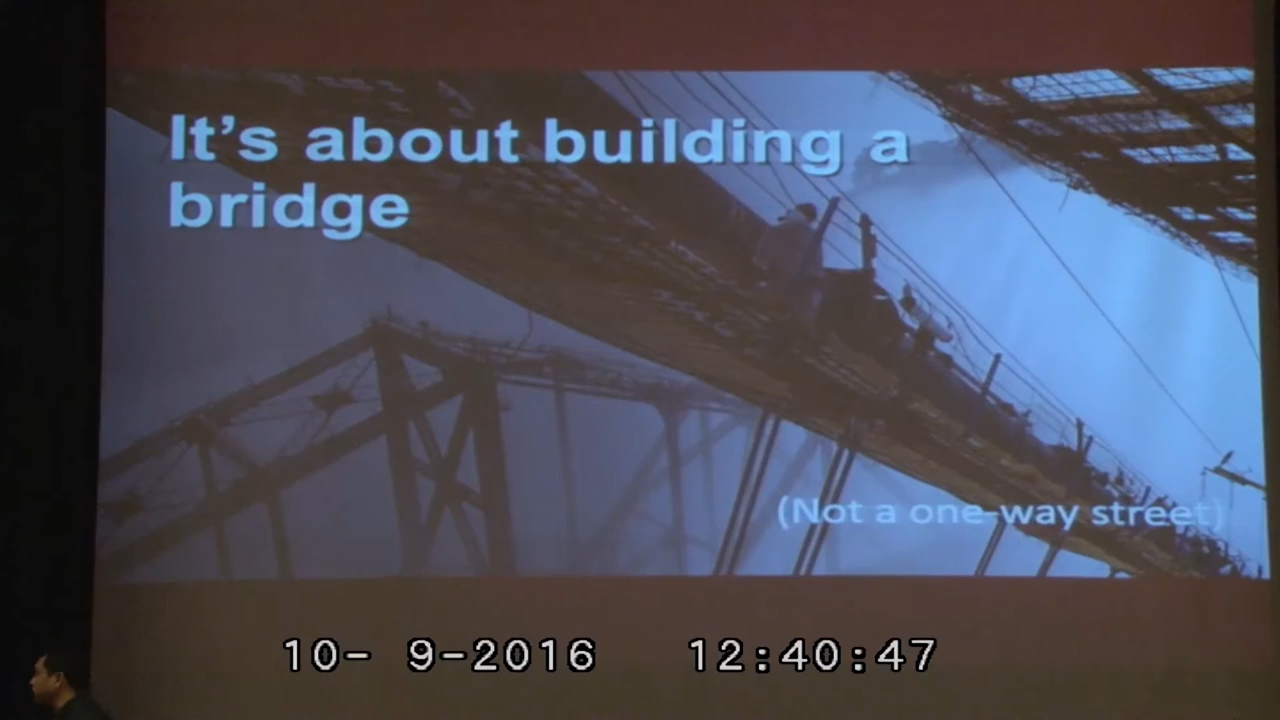 It's about building a
bridge
(Not a one-way street)
10- 9-2016 12:40:47